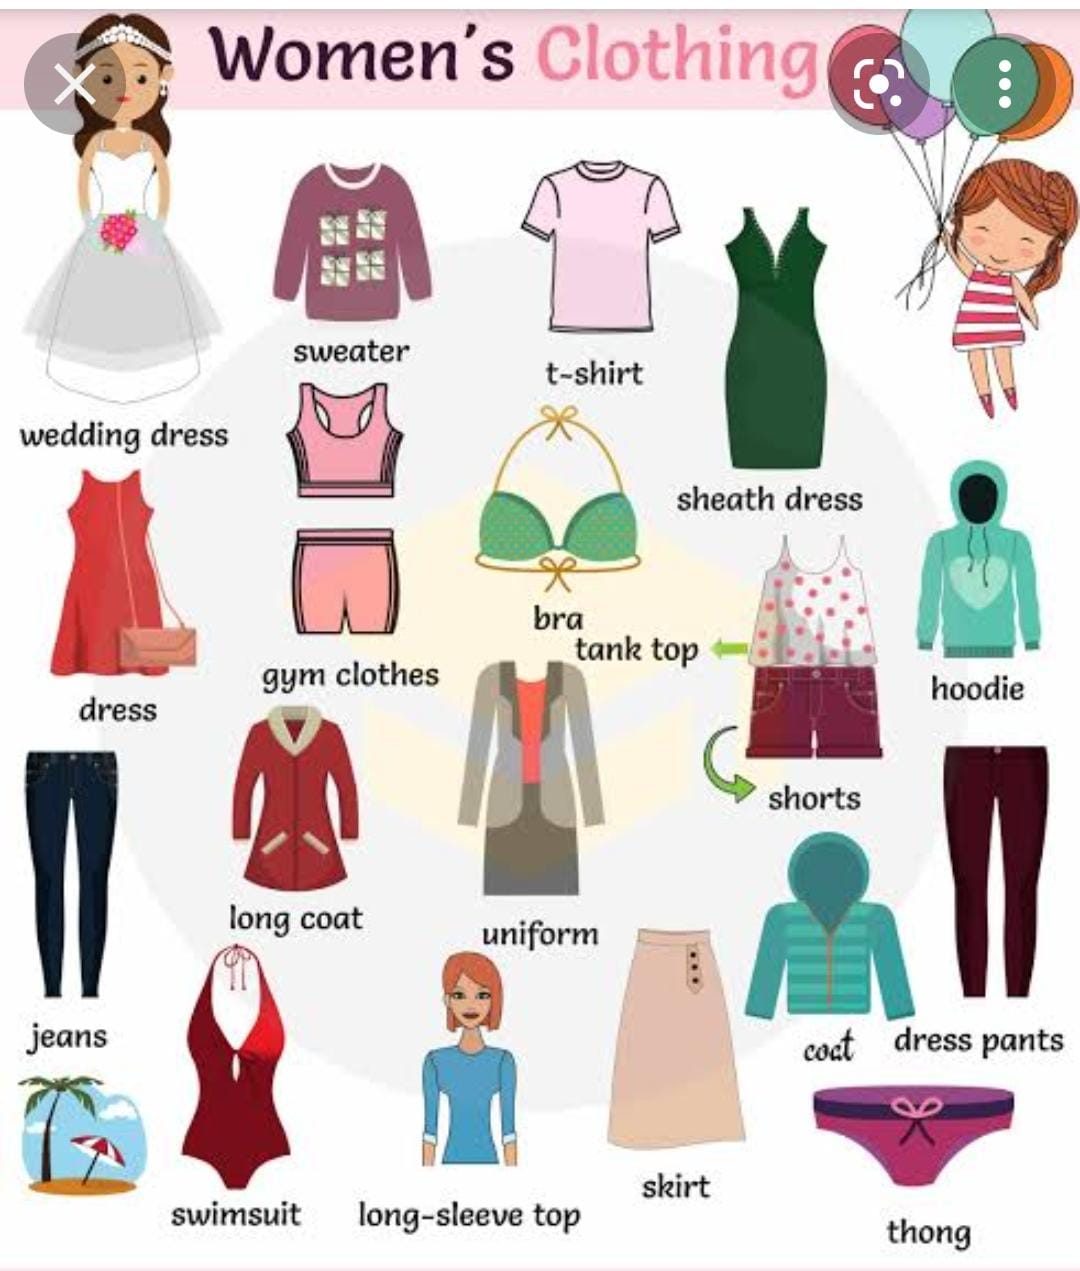 Women's Clothing
sweater
t-shirt
wedding dress
sheath dress
bra
tank top
gym clothes
hoodie
dress
shorts
long coat
uniform
jeans
coat
dress pants
skirt
swimsuit
long-sleeve top
thong